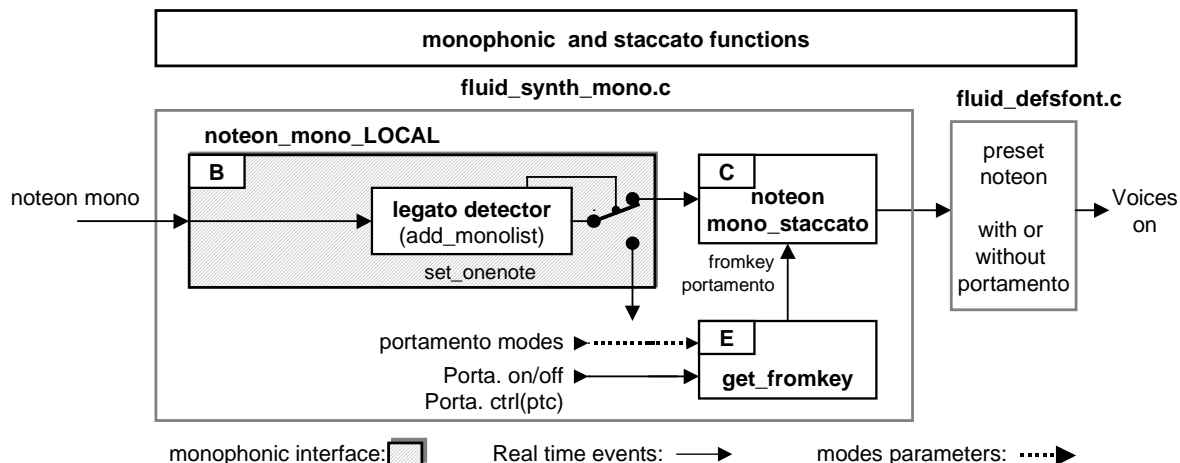 monophonic and staccato functions
fluid_synth_mono.c
fluid_defsfont.c
noteon_mono_LOCAL
B
noteon mono
legato detector
(add_monolist)
set_onenote
C
noteon
mono_staccato
fromkey
portamento
preset
noteon
with or
without
portamento
Voices
on
portamento modes
Porta. on/off
Porta. ctrl(ptc)
E
get_fromkey
monophonic interface:
Real time events:
modes parameters: